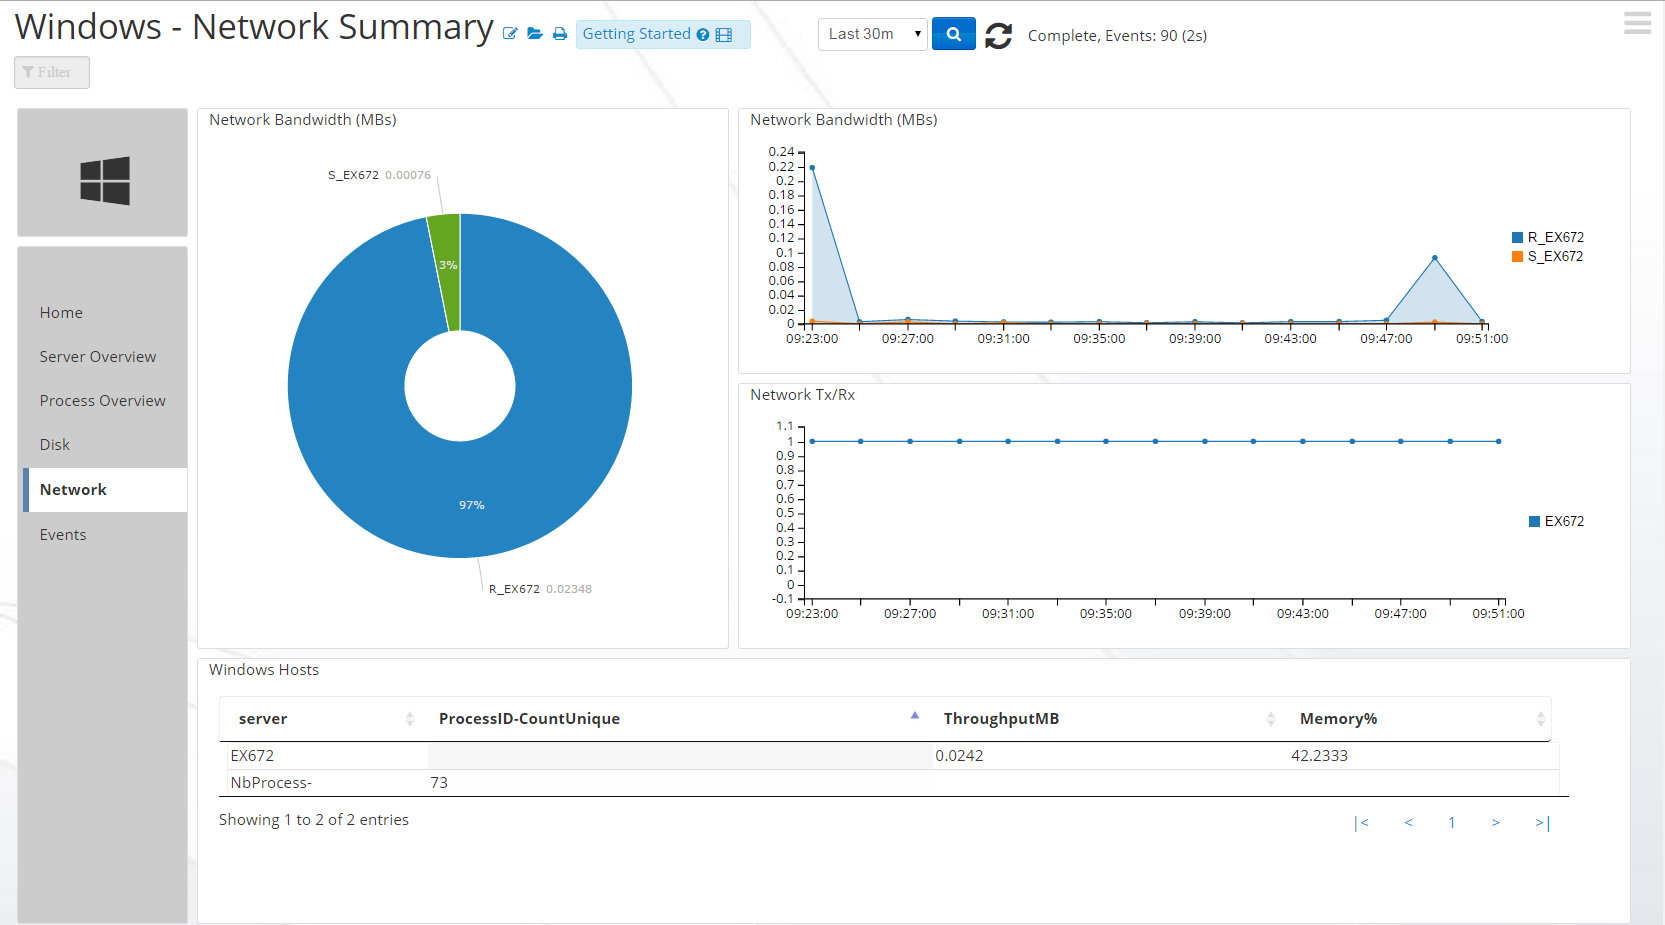 Windows - Network Summary
Getting Started
Last 30m
Complete, Events: 90 (2s)
Filter
Home
Server Overview
Process Overview
Disk
Network
Events
Network Bandwidth (MBs)
S_EX672 0.00076
3%
97%
R_EX672 0.02348
Network Bandwidth (MBs)
0.24
0.22
0.2
0.18
0.16
0.14
0.12
0.1
0.08
0.06
0.04
0.02
0
09:23:00 09:27:00 09:31:00 09:35:00 09:39:00 09:43:00 09:47:00 09:51:00
R_EX672
S_EX672
Network Tx/Rx
1.1
1
0.9
0.8
0.7
0.6
0.5
0.4
0.3
0.2
0.1
0
-0.1
09:23:00 09:27:00 09:31:00 09:35:00 09:39:00 09:43:00 09:47:00 09:51:00
EX672
Windows Hosts
server ProcessID-CountUnique ThroughputMB Memory%
EX672 0.0242 42.2333
NbProcess- 73
Showing 1 to 2 of 2 entries
|< < 1 > >|